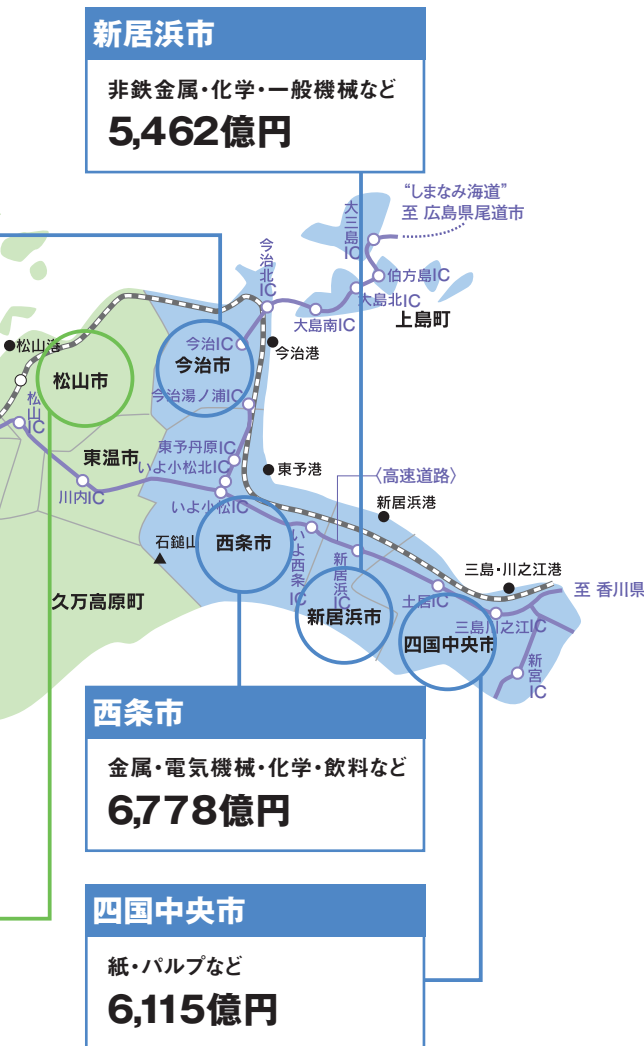 新居浜市
非鉄金属・化学・一般機械など
5,462億円
“しまなみ海道”
至 広島県尾道市
大三島IC
今治北IC
伯方島IC
大島北IC
大島南IC
上島町
松山港
今治IC
今治港
今治市
松山市
今治湯ノ浦IC
松山IC
東予丹原IC
東温市
いよ小松北IC
東予港
〈高速道路〉
川内IC
いよ小松IC
新居浜港
石鎚山
西条市
いよ西条IC
新居浜IC
三島・川之江港
至 香川県
久万高原町
土居IC
新居浜市
三島川之江IC
四国中央市
新宮IC
西条市
金属・電気機械・化学・飲料など
6,778億円
四国中央市
紙・パルプなど
6,115億円